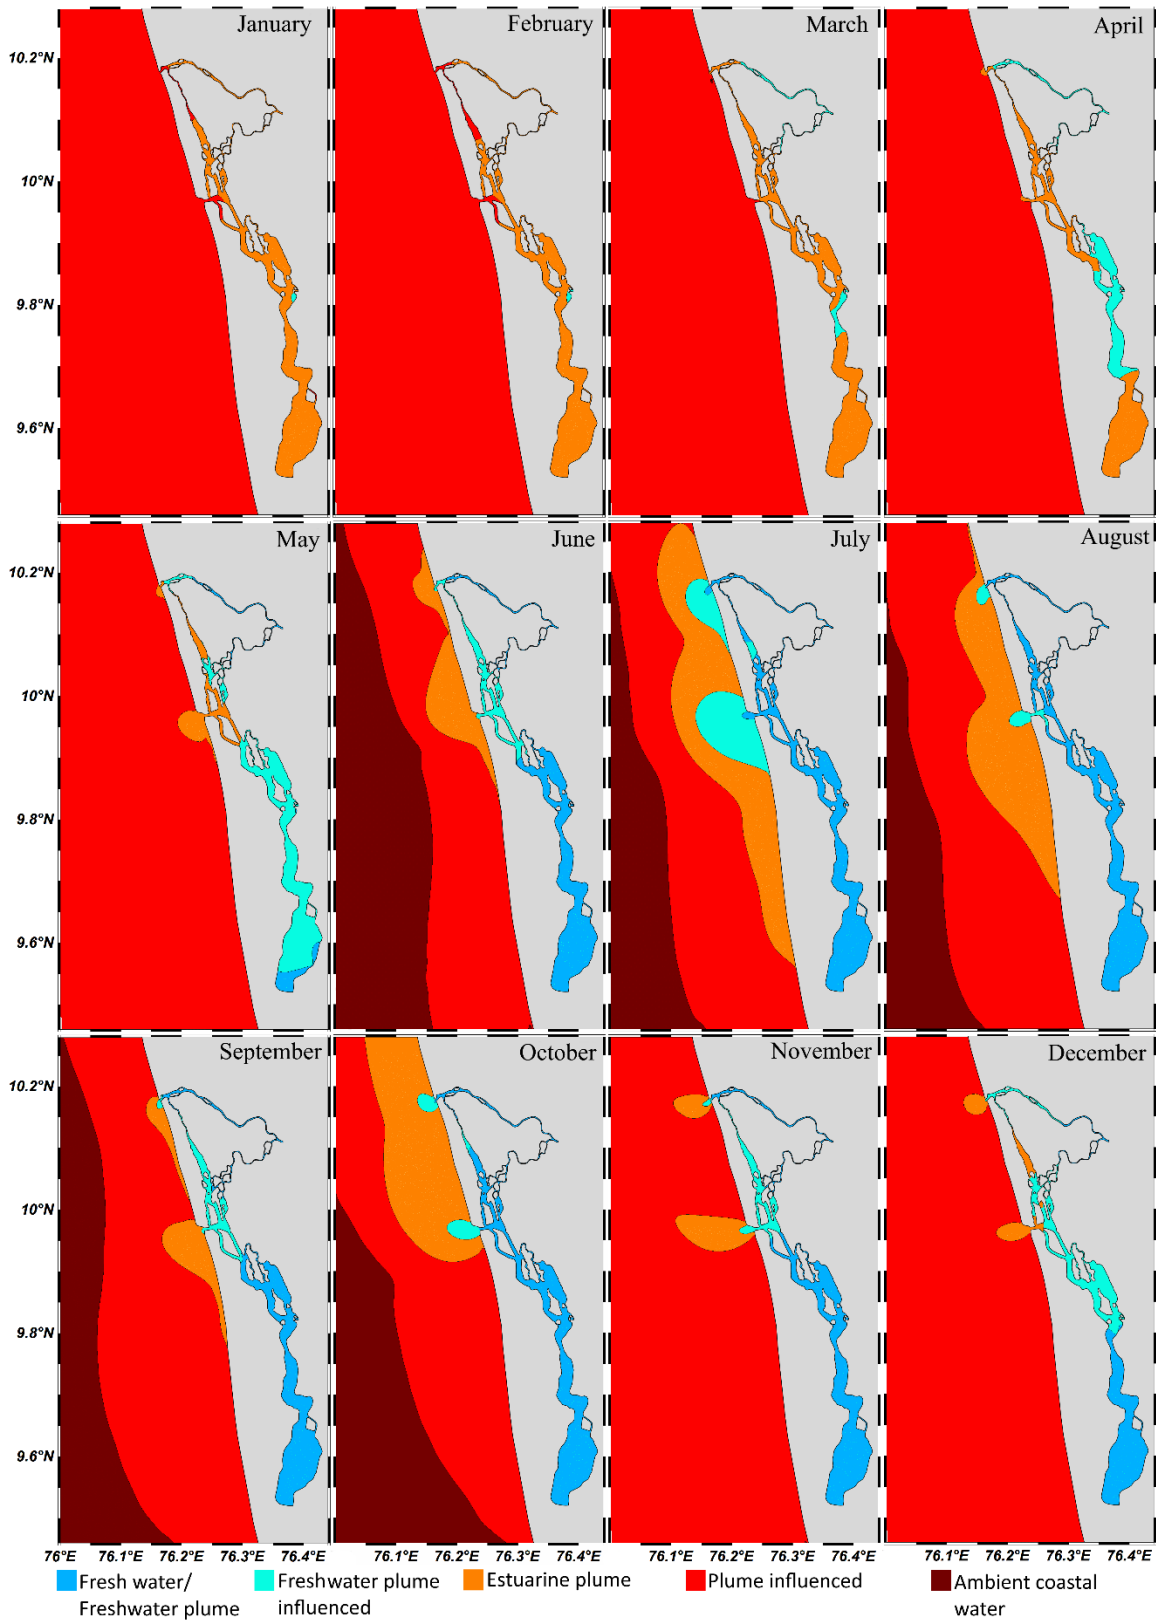 January
February
March
April
10.2°N
10°N
9.8°N
9.6°N
May
June
July
August
10.2°N
10°N
9.8°N
9.6°N
September
October
November
December
10.2°N
10°N
9.8°N
9.6°N
76°E 76.1°E 76.2°E 76.3°E 76.4°E 76.1°E 76.2°E 76.3°E 76.4°E 76.1°E 76.2°E 76.3°E 76.4°E 76.1°E 76.2°E 76.3°E 76.4°E
Fresh water/
Freshwater plume
Freshwater plume
influenced
Estuarine plume
Plume influenced
Ambient coastal
water